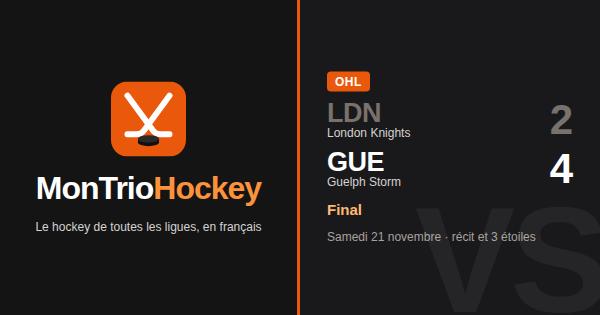 MonTrioHockey
Le hockey de toutes les ligues, en français
OHL
LDN 2
London Knights
GUE 4
Guelph Storm
Final
Samedi 21 novembre · récit et 3 étoiles
VS